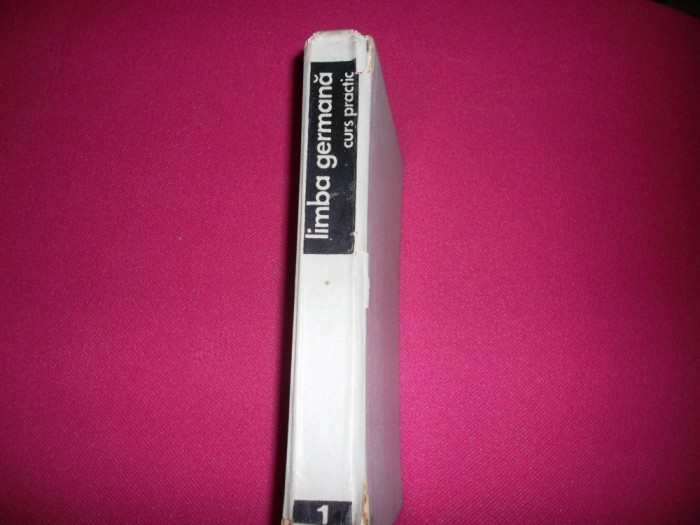 limba germană
curs practic
1